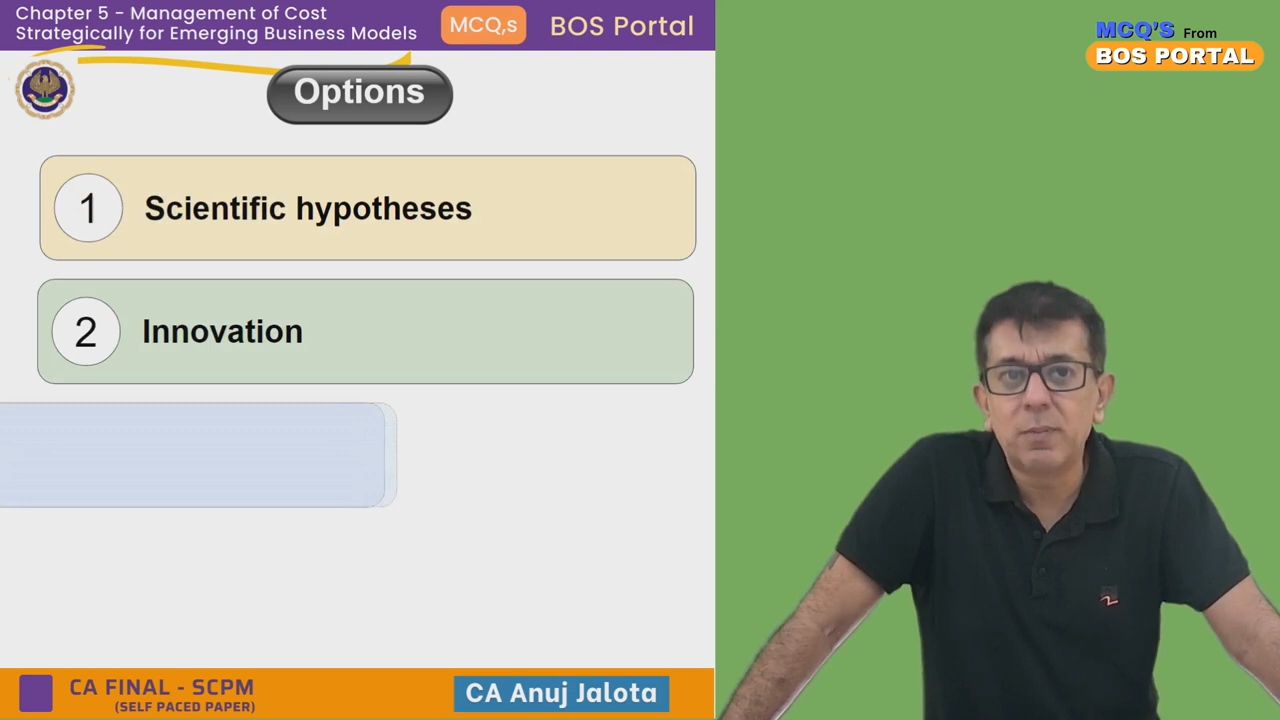 Chapter 5 - Management of Cost
Strategically for Emerging Business Models
MCQ,s
BOS Portal
Options
1
Scientific hypotheses
2
Innovation
CA FINAL - SCPM
(SELF PACED PAPER)
CA Anuj Jalota
MCQ'S From
BOS PORTAL